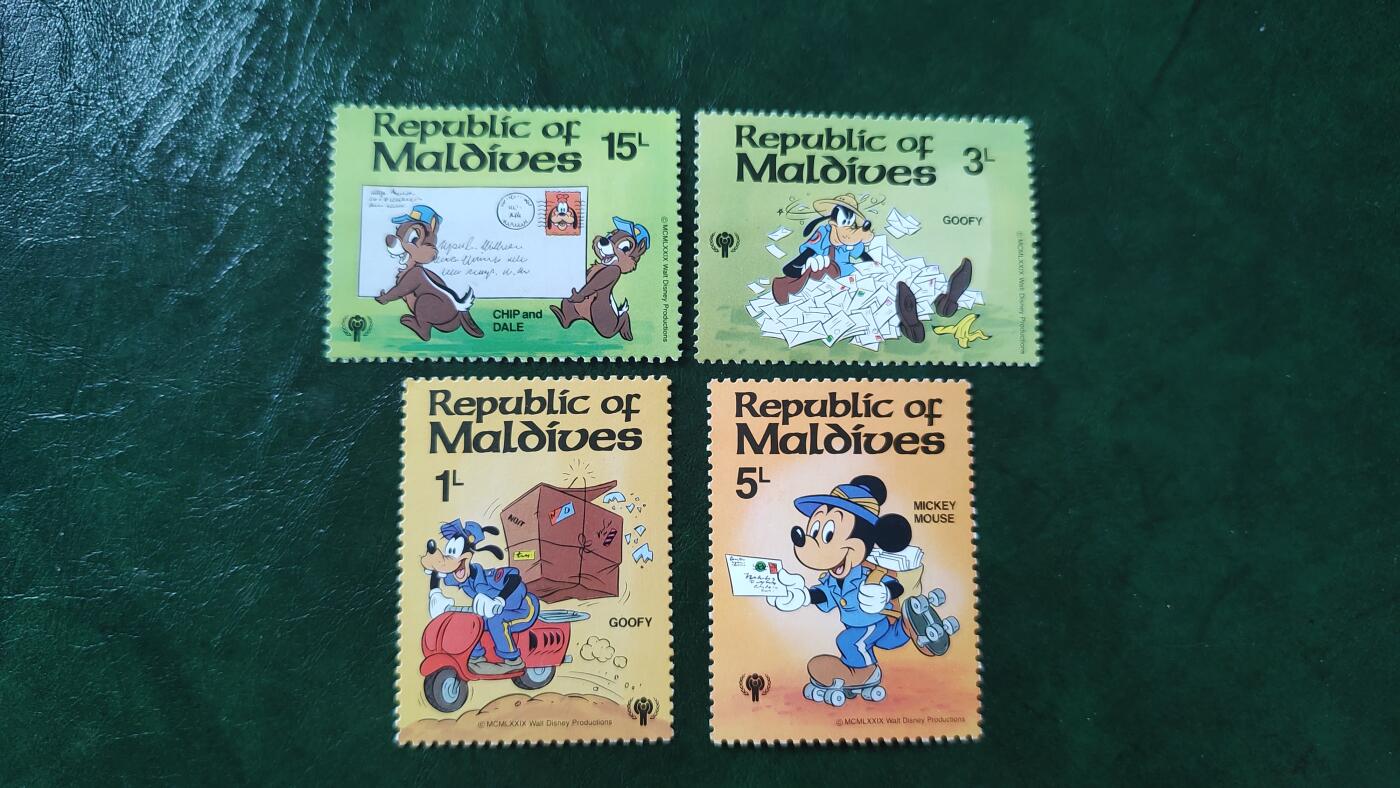 Republic of
Maldives
15L
CHIP and
DALE
© MCMLXXIX Walt Disney Productions
Republic of
Maldives
3L
GOOFY
© MCMLXXIX Walt Disney Productions
Republic of
Maldives
1L
GOOFY
© MCMLXXIX Walt Disney Productions
Republic of
Maldives
5L
MICKEY
MOUSE
© MCMLXXIX Walt Disney Productions